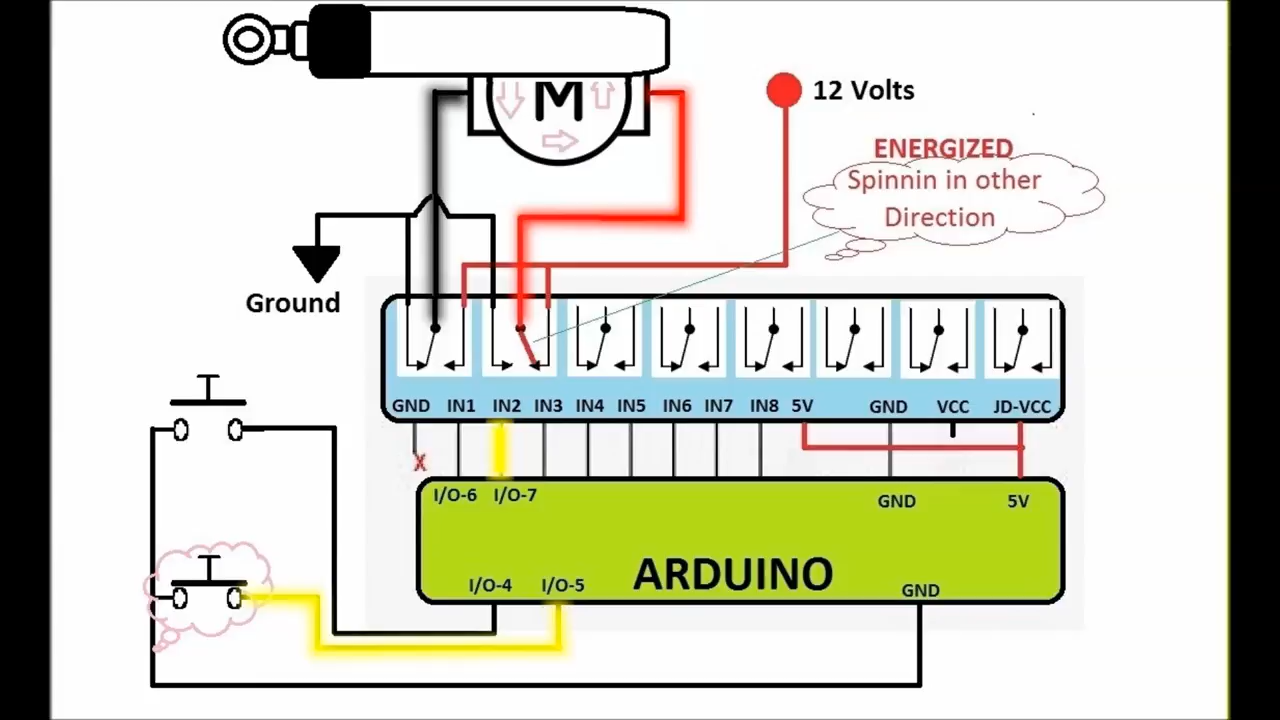 M
12 Volts
ENERGIZED
Spinnin in other
Direction
Ground
GND IN1 IN2 IN3 IN4 IN5 IN6 IN7 IN8 5V GND VCC JD-VCC
X
I/O-6 I/O-7 GND 5V
ARDUINO
I/O-4 I/O-5 GND